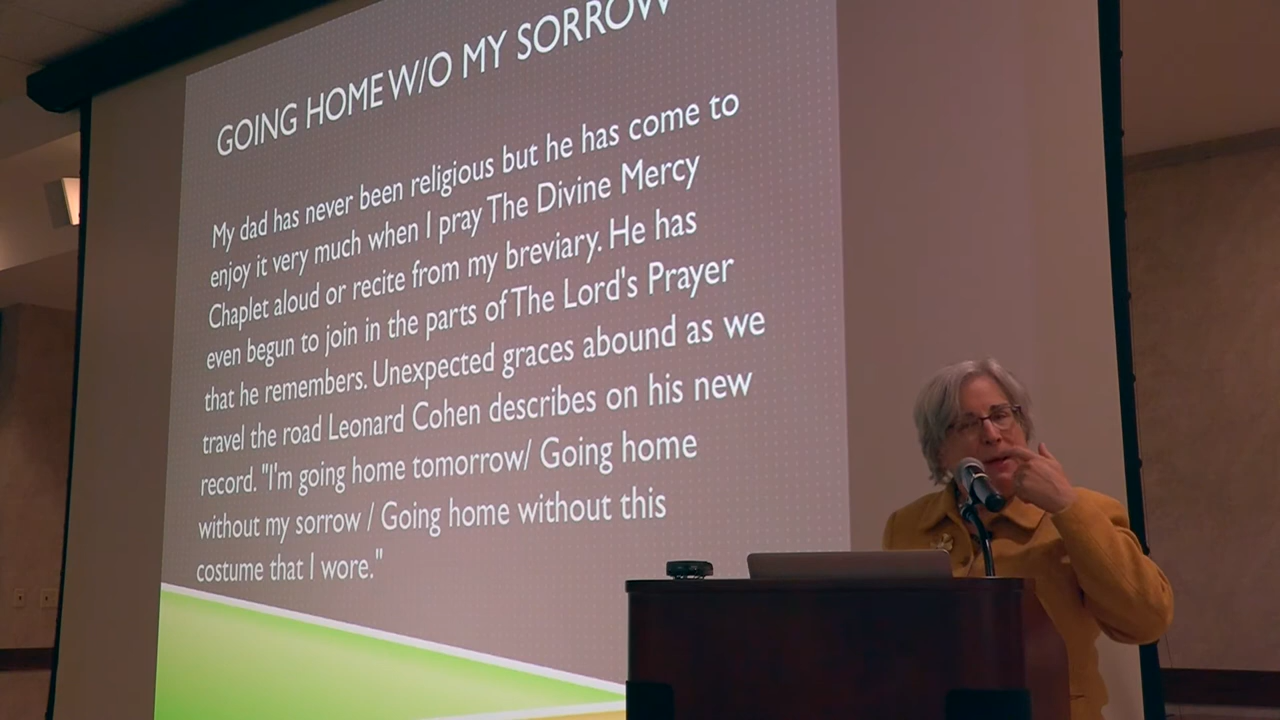 GOING HOME W/O MY SORROW
My dad has never been religious but he has come to
enjoy it very much when I pray The Divine Mercy
Chaplet aloud or recite from my breviary. He has
even begun to join in the parts of The Lord's Prayer
that he remembers. Unexpected graces abound as we
travel the road Leonard Cohen describes on his new
record. "I'm going home tomorrow/ Going home
without my sorrow / Going home without this
costume that I wore."